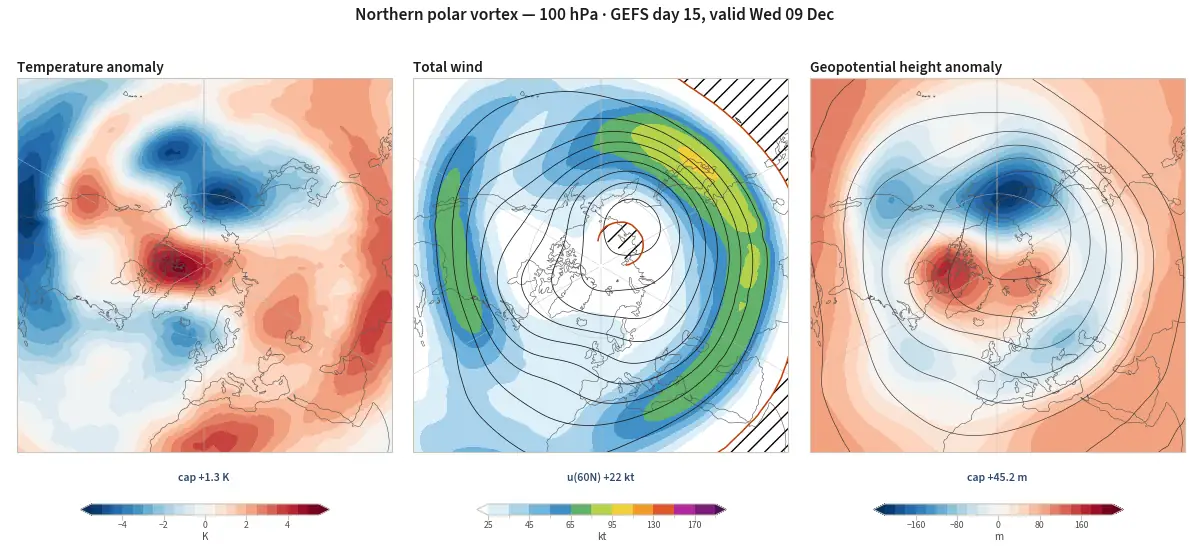 Northern polar vortex — 100 hPa · GEFS day 15, valid Wed 09 Dec
Temperature anomaly
Total wind
Geopotential height anomaly
cap +1.3 K
u(60N) +22 kt
cap +45.2 m
−4 −2 0 2 4
K
25 45 65 95 130 170
kt
−160 −80 0 80 160
m